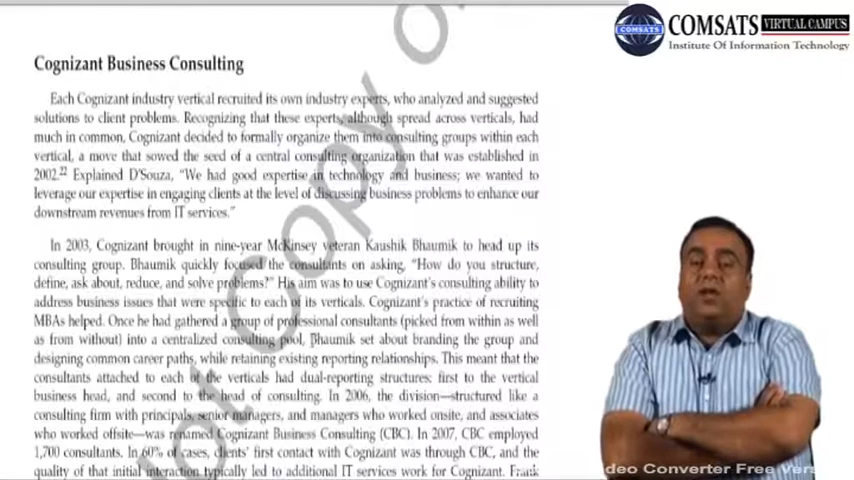 COMSATS VIRTUAL CAMPUS
COMSATS
Institute Of Information Technology
Cognizant Business Consulting
Each Cognizant industry vertical recruited its own industry experts, who analyzed and suggested
solutions to client problems. Recognizing that these experts, although spread across verticals, had
much in common, Cognizant decided to formally organize them into consulting groups within each
vertical, a move that sowed the seed of a central consulting organization that was established in
2002.22 Explained D'Souza, "We had good expertise in technology and business; we wanted to
leverage our expertise in engaging clients at the level of discussing business problems to enhance our
downstream revenues from IT services."
In 2003, Cognizant brought in nine-year McKinsey veteran Kaushik Bhaumik to head up its
consulting group. Bhaumik quickly focused the consultants on asking, "How do you structure,
define, ask about, reduce, and solve problems?" His aim was to use Cognizant's consulting ability to
address business issues that were specific to each of its verticals. Cognizant's practice of recruiting
MBAs helped. Once he had gathered a group of professional consultants (picked from within as well
as from without) into a centralized consulting pool, Bhaumik set about branding the group and
designing common career paths, while retaining existing reporting relationships. This meant that the
consultants attached to each of the verticals had dual-reporting structures: first to the vertical
business head, and second to the head of consulting. In 2006, the division—structured like a
consulting firm with principals, senior managers, and managers who worked onsite, and associates
who worked offsite—was renamed Cognizant Business Consulting (CBC). In 2007, CBC employed
1,700 consultants. In 60% of cases, clients' first contact with Cognizant was through CBC, and the
quality of that initial interaction typically led to additional IT services work for Cognizant. Frank
Not Copy o
deo Converter Free Vers